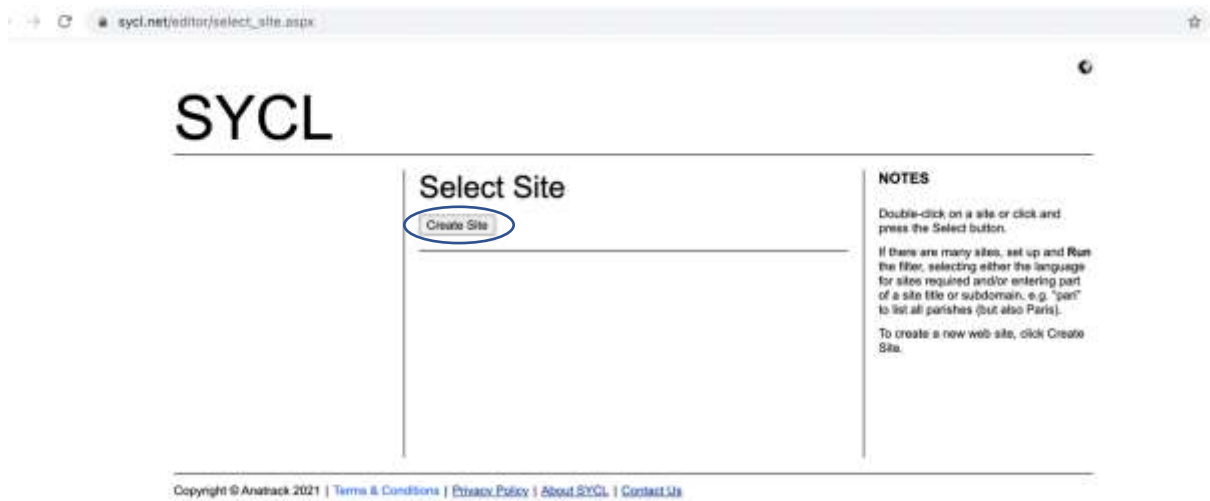 sycl.net/editor/select_site.aspx
SYCL
Select Site
Create Site
NOTES
Double-click on a site or click and
press the Select button.
If there are many sites, set up and Run
the filter, selecting either the language
for sites required and/or entering part
of a site title or subdomain, e.g. "pari"
to list all parishes (but also Paris).
To create a new web site, click Create
Site.
Copyright © Anatrack 2021 | Terms & Conditions | Privacy Policy | About SYCL | Contact Us